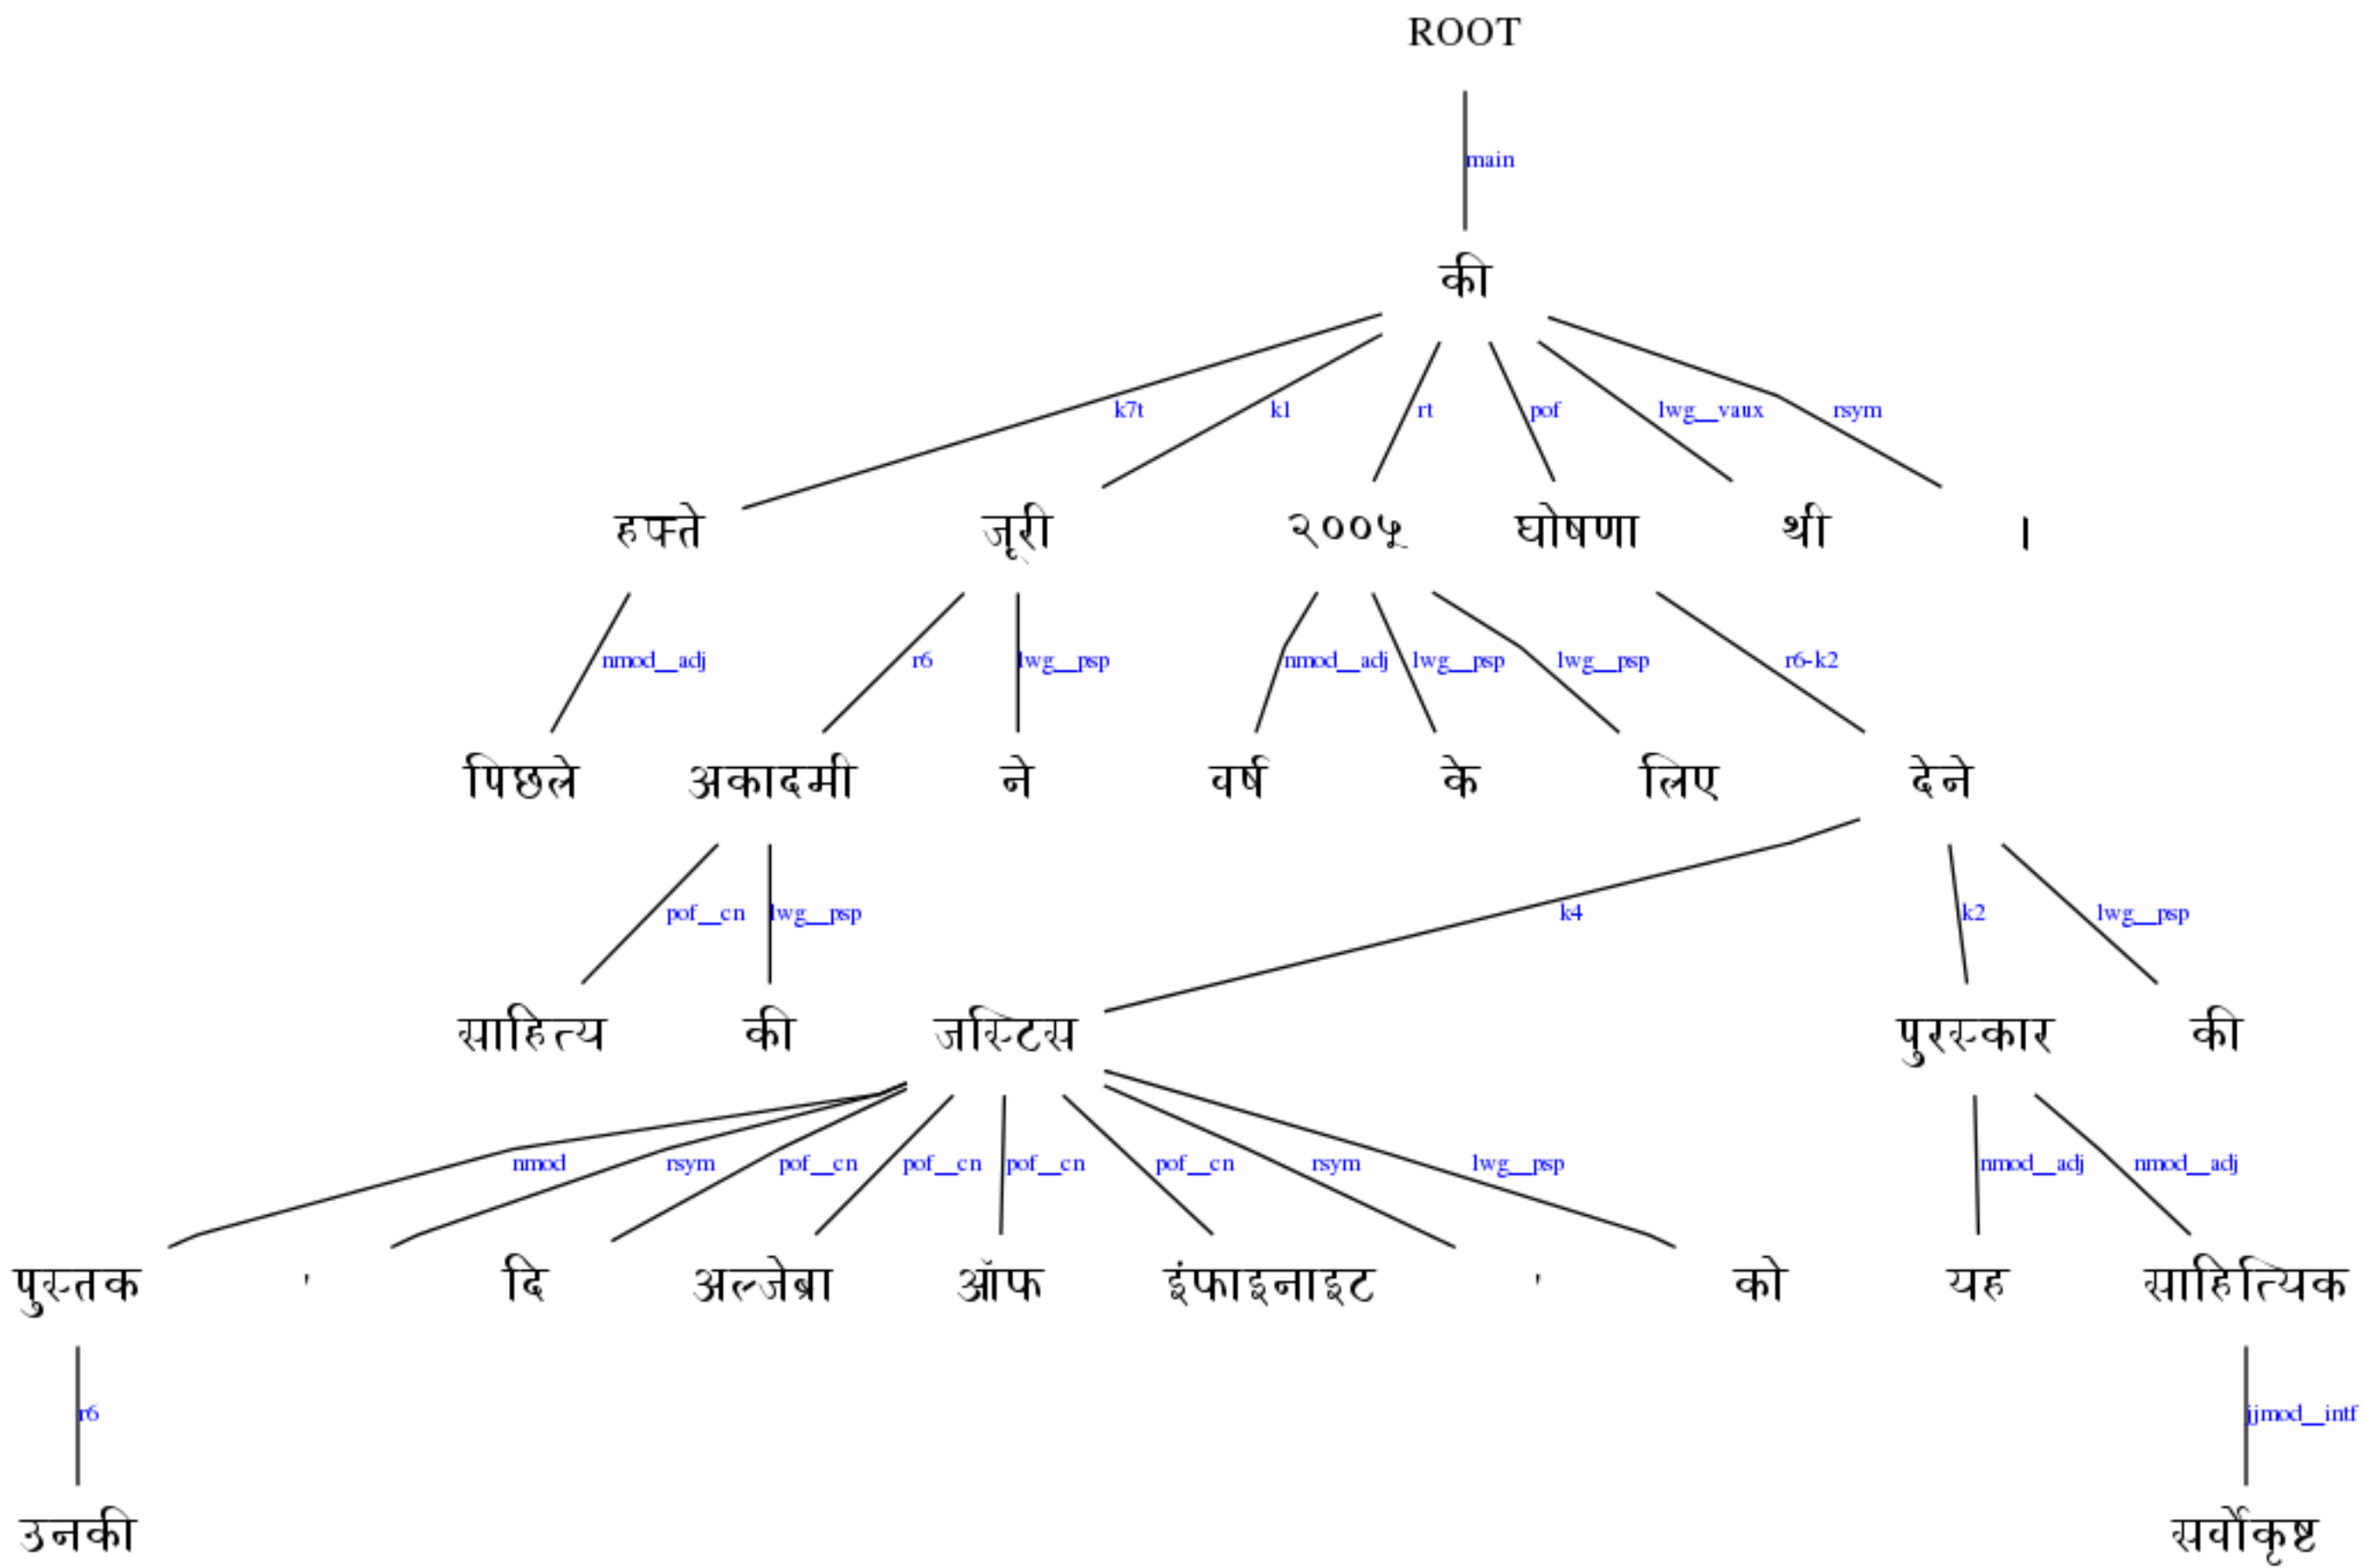 ROOT
main
की
k7t k1 rt pof lwg__vaux rsym
हफ्ते जूरी २००५ घोषणा थी ।
nmod__adj r6 lwg__psp nmod__adj lwg__psp lwg__psp r6-k2
पिछले अकादमी ने वर्ष के लिए देने
pof__cn lwg__psp k4 k2 lwg__psp
साहित्य की जस्टिस पुरस्कार की
nmod rsym pof__cn pof__cn pof__cn pof__cn rsym lwg__psp nmod__adj nmod__adj
पुस्तक ' दि अल्जेब्रा ऑफ इंफाइनाइट ' को यह साहित्यिक
r6 jjmod__intf
उनकी सर्वोकृष्ट